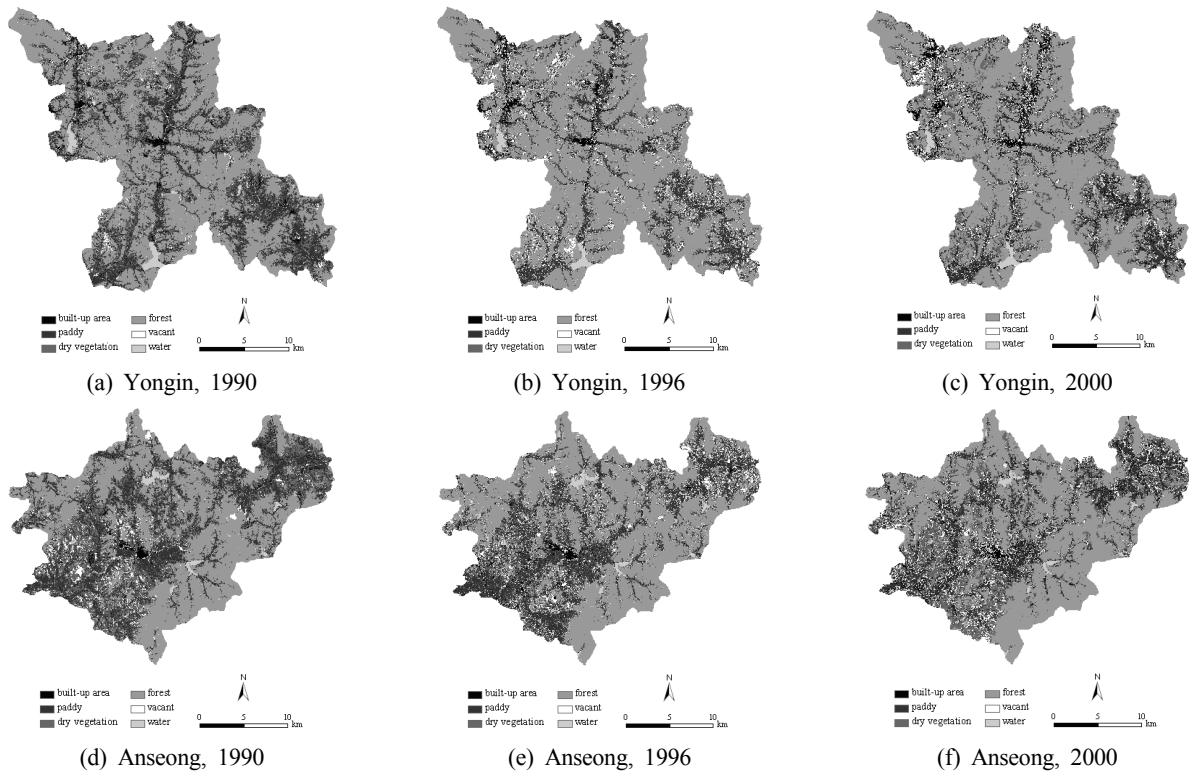 N
built-up area forest
paddy vacant
dry vegetation water
0 5 10
km
(a) Yongin, 1990
N
built-up area forest
paddy vacant
dry vegetation water
0 5 10
km
(b) Yongin, 1996
N
built-up area forest
paddy vacant
dry vegetation water
0 5 10
km
(c) Yongin, 2000
N
built-up area forest
paddy vacant
dry vegetation water
0 5 10
km
(d) Anseong, 1990
N
built-up area forest
paddy vacant
dry vegetation water
0 5 10
km
(e) Anseong, 1996
N
built-up area forest
paddy vacant
dry vegetation water
0 5 10
km
(f) Anseong, 2000